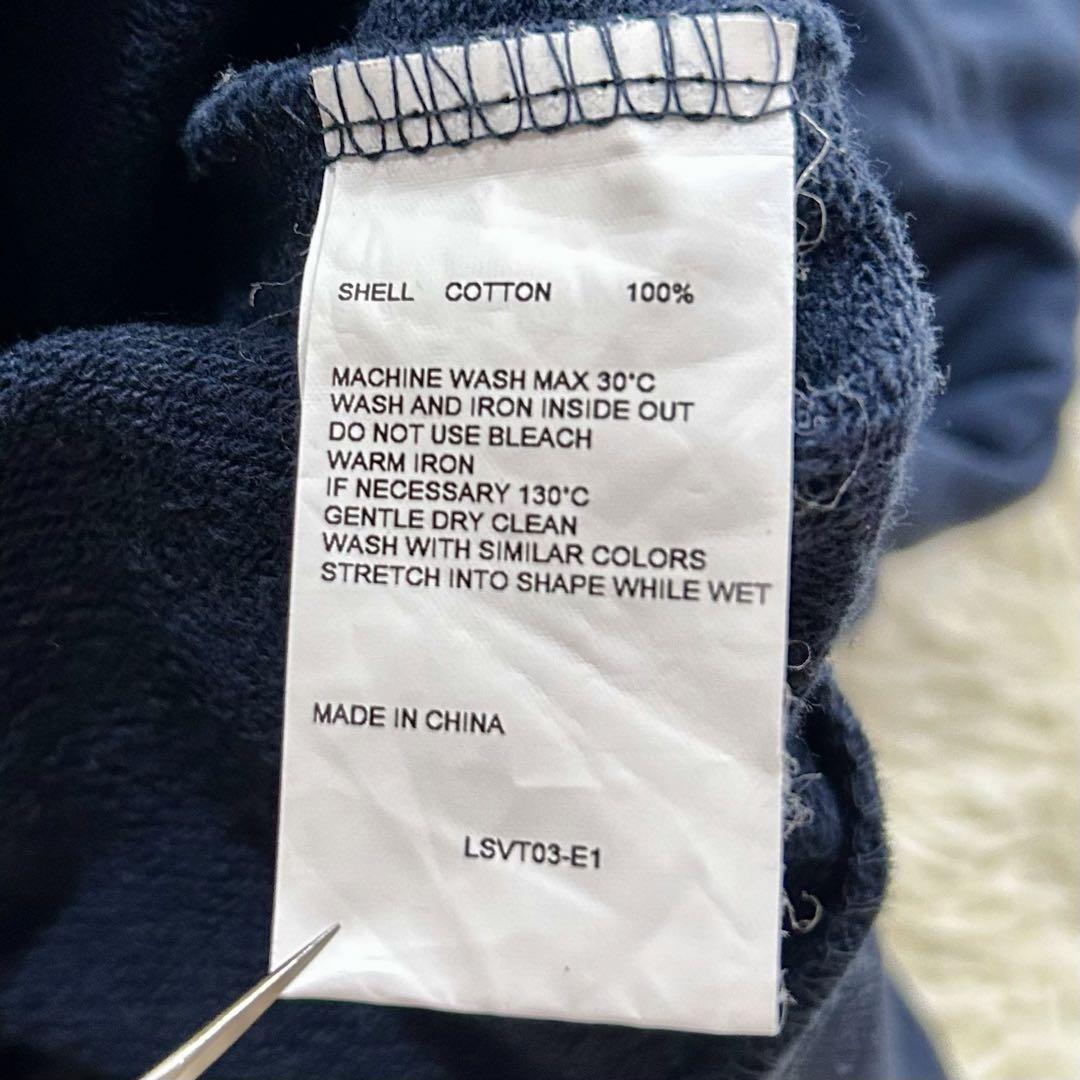 SHELL COTTON 100%
MACHINE WASH MAX 30°C
WASH AND IRON INSIDE OUT
DO NOT USE BLEACH
WARM IRON
IF NECESSARY 130°C
GENTLE DRY CLEAN
WASH WITH SIMILAR COLORS
STRETCH INTO SHAPE WHILE WET
MADE IN CHINA
LSVT03-E1